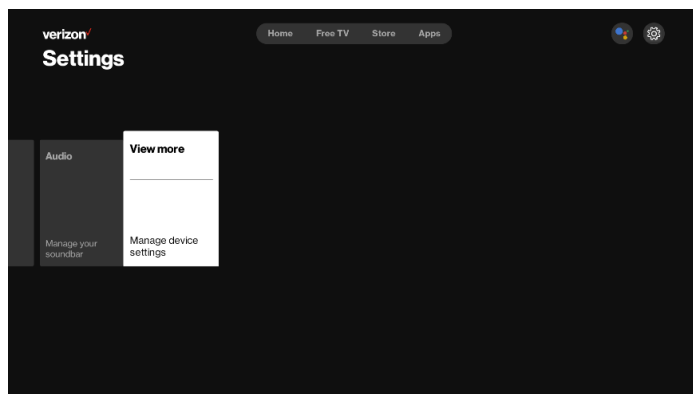 verizon
Settings
Home Free TV Store Apps
Audio
Manage your
soundbar
View more
Manage device
settings